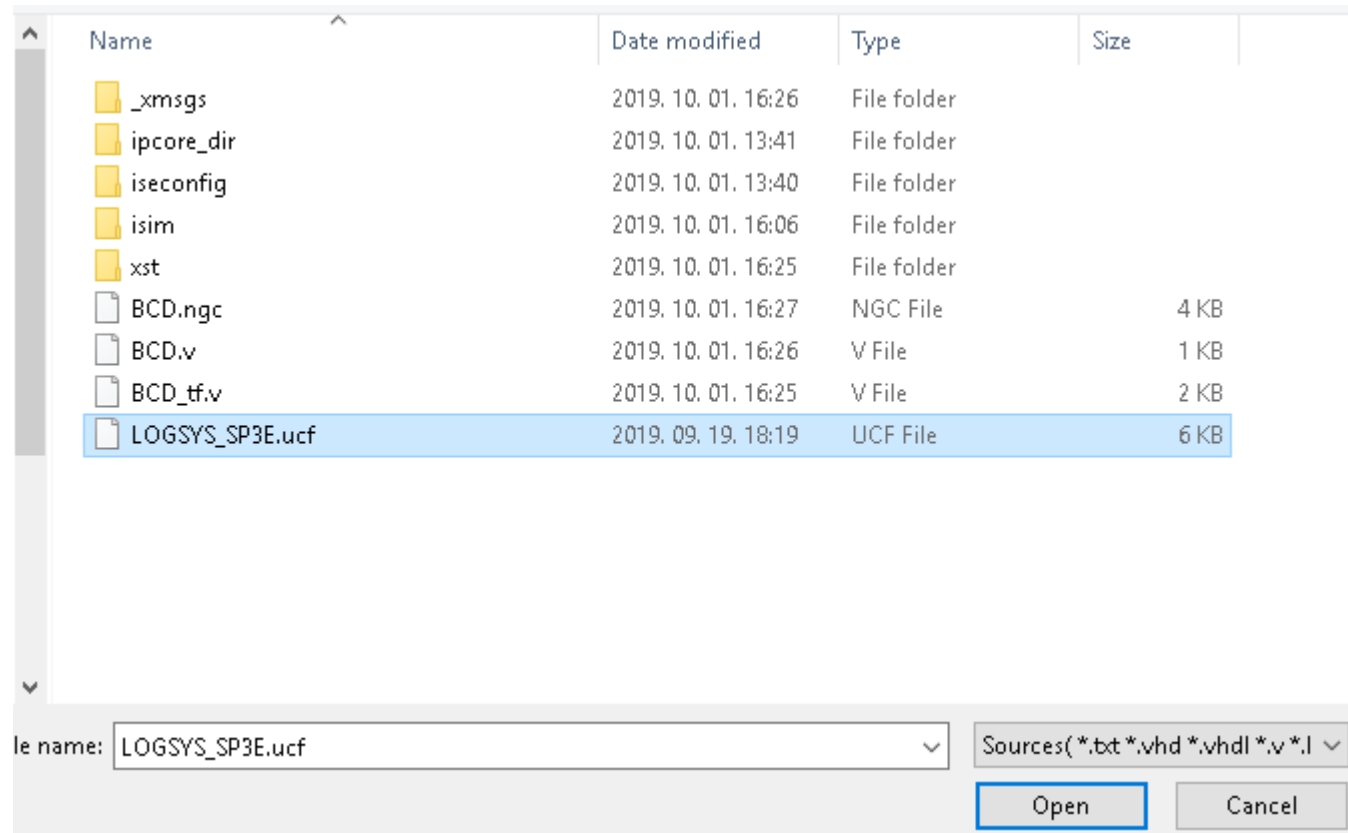 Name Date modified Type Size
_xmsgs 2019. 10. 01. 16:26 File folder
ipcore_dir 2019. 10. 01. 13:41 File folder
iseconfig 2019. 10. 01. 13:40 File folder
isim 2019. 10. 01. 16:06 File folder
xst 2019. 10. 01. 16:25 File folder
BCD.ngc 2019. 10. 01. 16:27 NGC File 4 KB
BCD.v 2019. 10. 01. 16:26 V File 1 KB
BCD_tf.v 2019. 10. 01. 16:25 V File 2 KB
LOGSYS_SP3E.ucf 2019. 09. 19. 18:19 UCF File 6 KB
le name: LOGSYS_SP3E.ucf Sources( *.txt *.vhd *.vhdl *.v *.l
Open Cancel